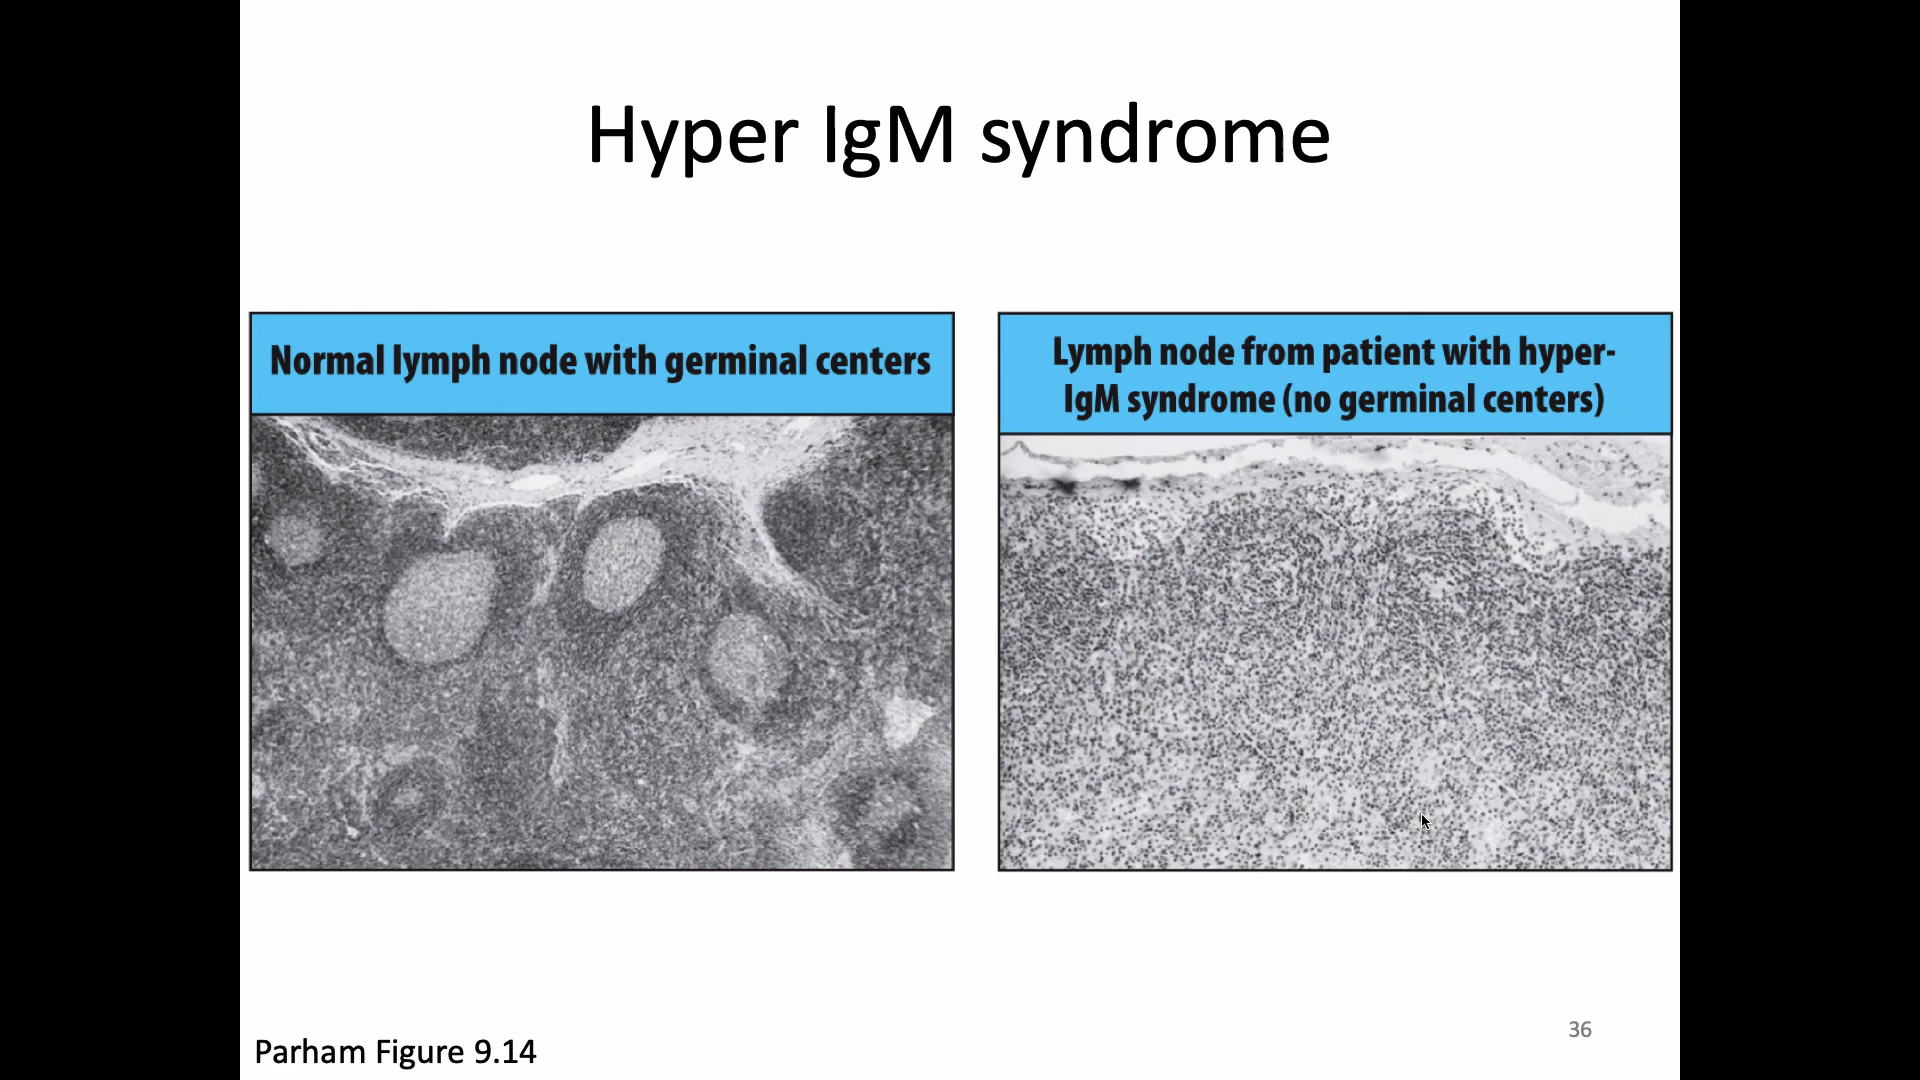 Hyper IgM syndrome
Normal lymph node with germinal centers
Lymph node from patient with hyper-
IgM syndrome (no germinal centers)
36
Parham Figure 9.14